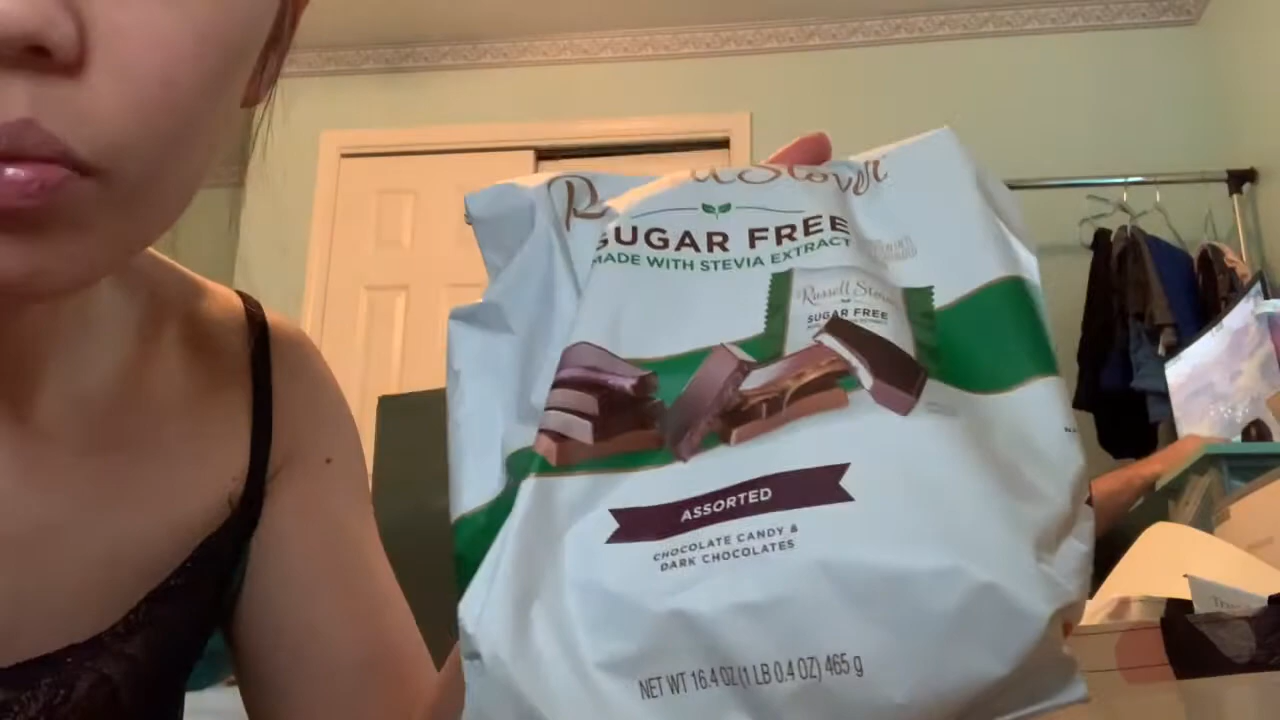 R u Stover
SUGAR FREE
MADE WITH STEVIA EXTRACT
Russell Stover
SUGAR FREE
ASSORTED
CHOCOLATE CANDY &
DARK CHOCOLATES
NET WT 16.4 OZ (1 LB 0.4 OZ) 465 g